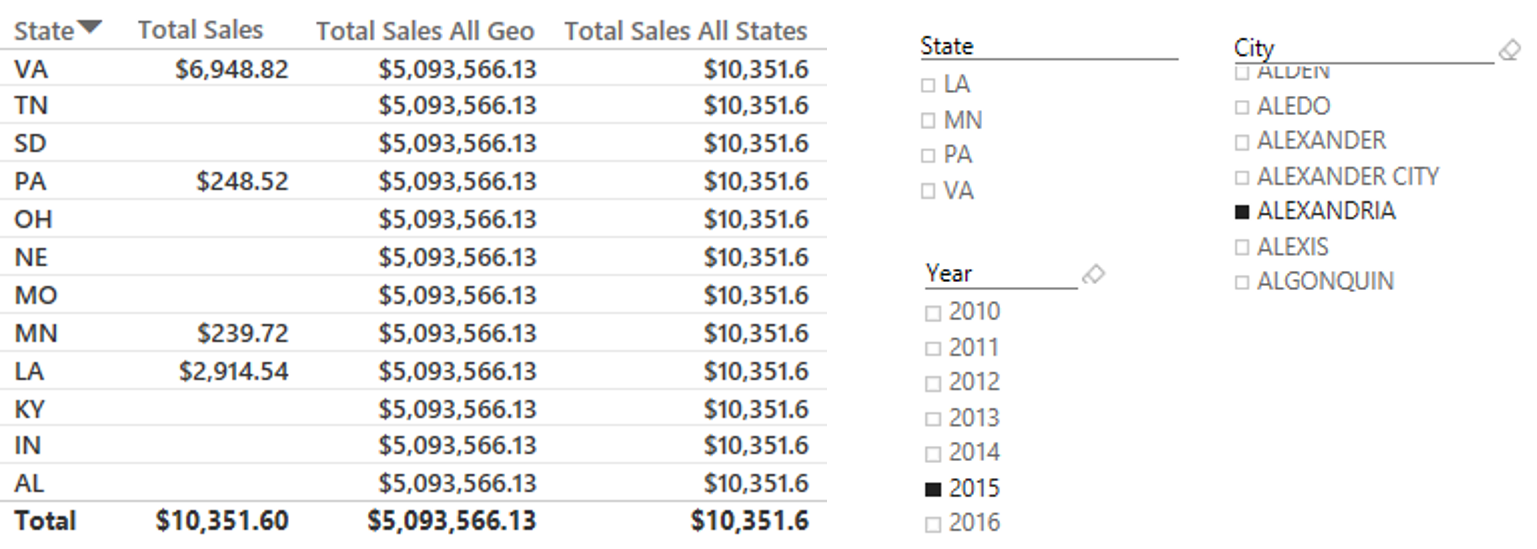 State Total Sales Total Sales All Geo Total Sales All States
VA $6,948.82 $5,093,566.13 $10,351.6
TN $5,093,566.13 $10,351.6
SD $5,093,566.13 $10,351.6
PA $248.52 $5,093,566.13 $10,351.6
OH $5,093,566.13 $10,351.6
NE $5,093,566.13 $10,351.6
MO $5,093,566.13 $10,351.6
MN $239.72 $5,093,566.13 $10,351.6
LA $2,914.54 $5,093,566.13 $10,351.6
KY $5,093,566.13 $10,351.6
IN $5,093,566.13 $10,351.6
AL $5,093,566.13 $10,351.6
Total $10,351.60 $5,093,566.13 $10,351.6
State
LA
MN
PA
VA
Year
2010
2011
2012
2013
2014
2015
2016
City
ALDEN
ALEDO
ALEXANDER
ALEXANDER CITY
ALEXANDRIA
ALEXIS
ALGONQUIN